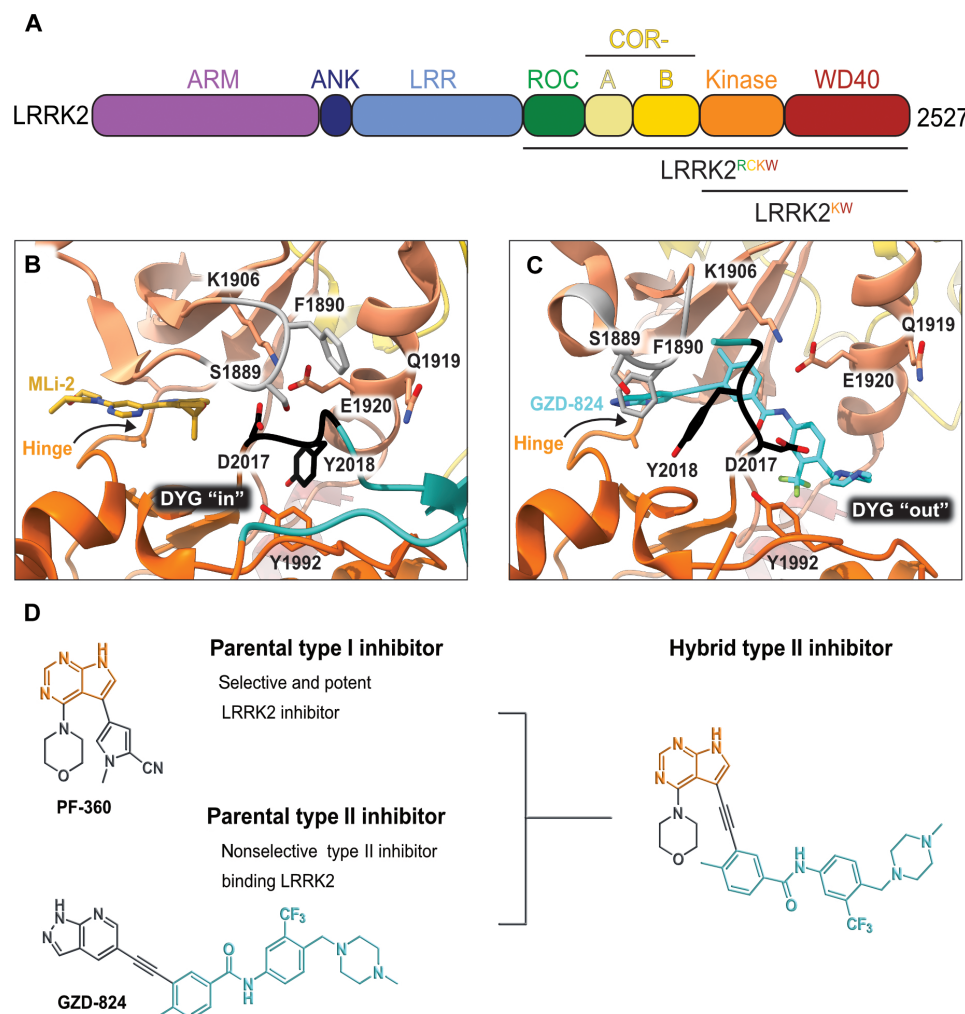 A
COR-
ARM
ANK
LRR
ROC
A
B
Kinase
WD40
LRRK2
2527
LRRK2RCKW
LRRK2KW
B
K1906
F1890
S1889
Q1919
MLi-2
E1920
Hinge
D2017
Y2018
DYG “in”
Y1992
C
K1906
S1889
F1890
Q1919
E1920
GZD-824
Hinge
Y2018
D2017
DYG “out”
Y1992
D
Parental type I inhibitor
Selective and potent
LRRK2 inhibitor
H
N
N
N
N
O
N
CN
PF-360
Parental type II inhibitor
Nonselective type II inhibitor
binding LRRK2
H
N
N
N
O
N
H
CF3
N
N
GZD-824
Hybrid type II inhibitor
H
N
N
N
N
O
H
N
O
CF3
N
N